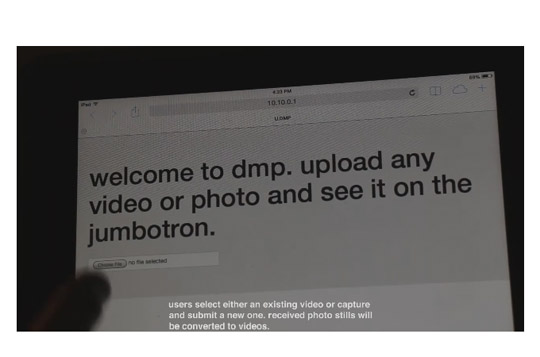 iPad
4:33 PM
89%
10.10.0.1
U.DMP
welcome to dmp. upload any
video or photo and see it on the
jumbotron.
Choose File no file selected
users select either an existing video or capture
and submit a new one. received photo stills will
be converted to videos.